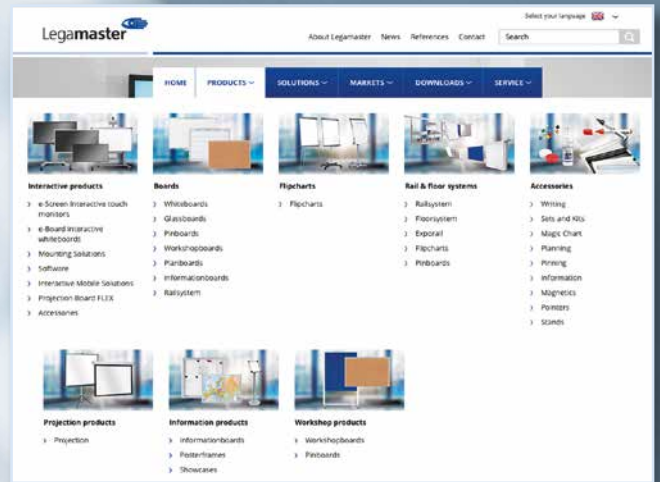 Select your language
Legamaster
About Legamaster News References Contact Search
HOME PRODUCTS SOLUTIONS MARKETS DOWNLOADS SERVICE
Interactive products
e-Screen Interactive touch
monitors
e-Board Interactive
whiteboards
Mounting Solutions
Software
Interactive Mobile Solutions
Projection Board FLEX
Accessories
Boards
Whiteboards
Glassboards
Pinboards
Workshopboards
Planboards
Informationboards
Railsystem
Flipcharts
Flipcharts
Rail & floor systems
Railsystem
Floorsystem
Exporail
Flipcharts
Pinboards
Accessories
Writing
Sets and Kits
Magic Chart
Planning
Pinning
Information
Magnetics
Pointers
Stands
Projection products
Projection
Information products
Informationboards
Posterframes
Showcases
Workshop products
Workshopboards
Pinboards